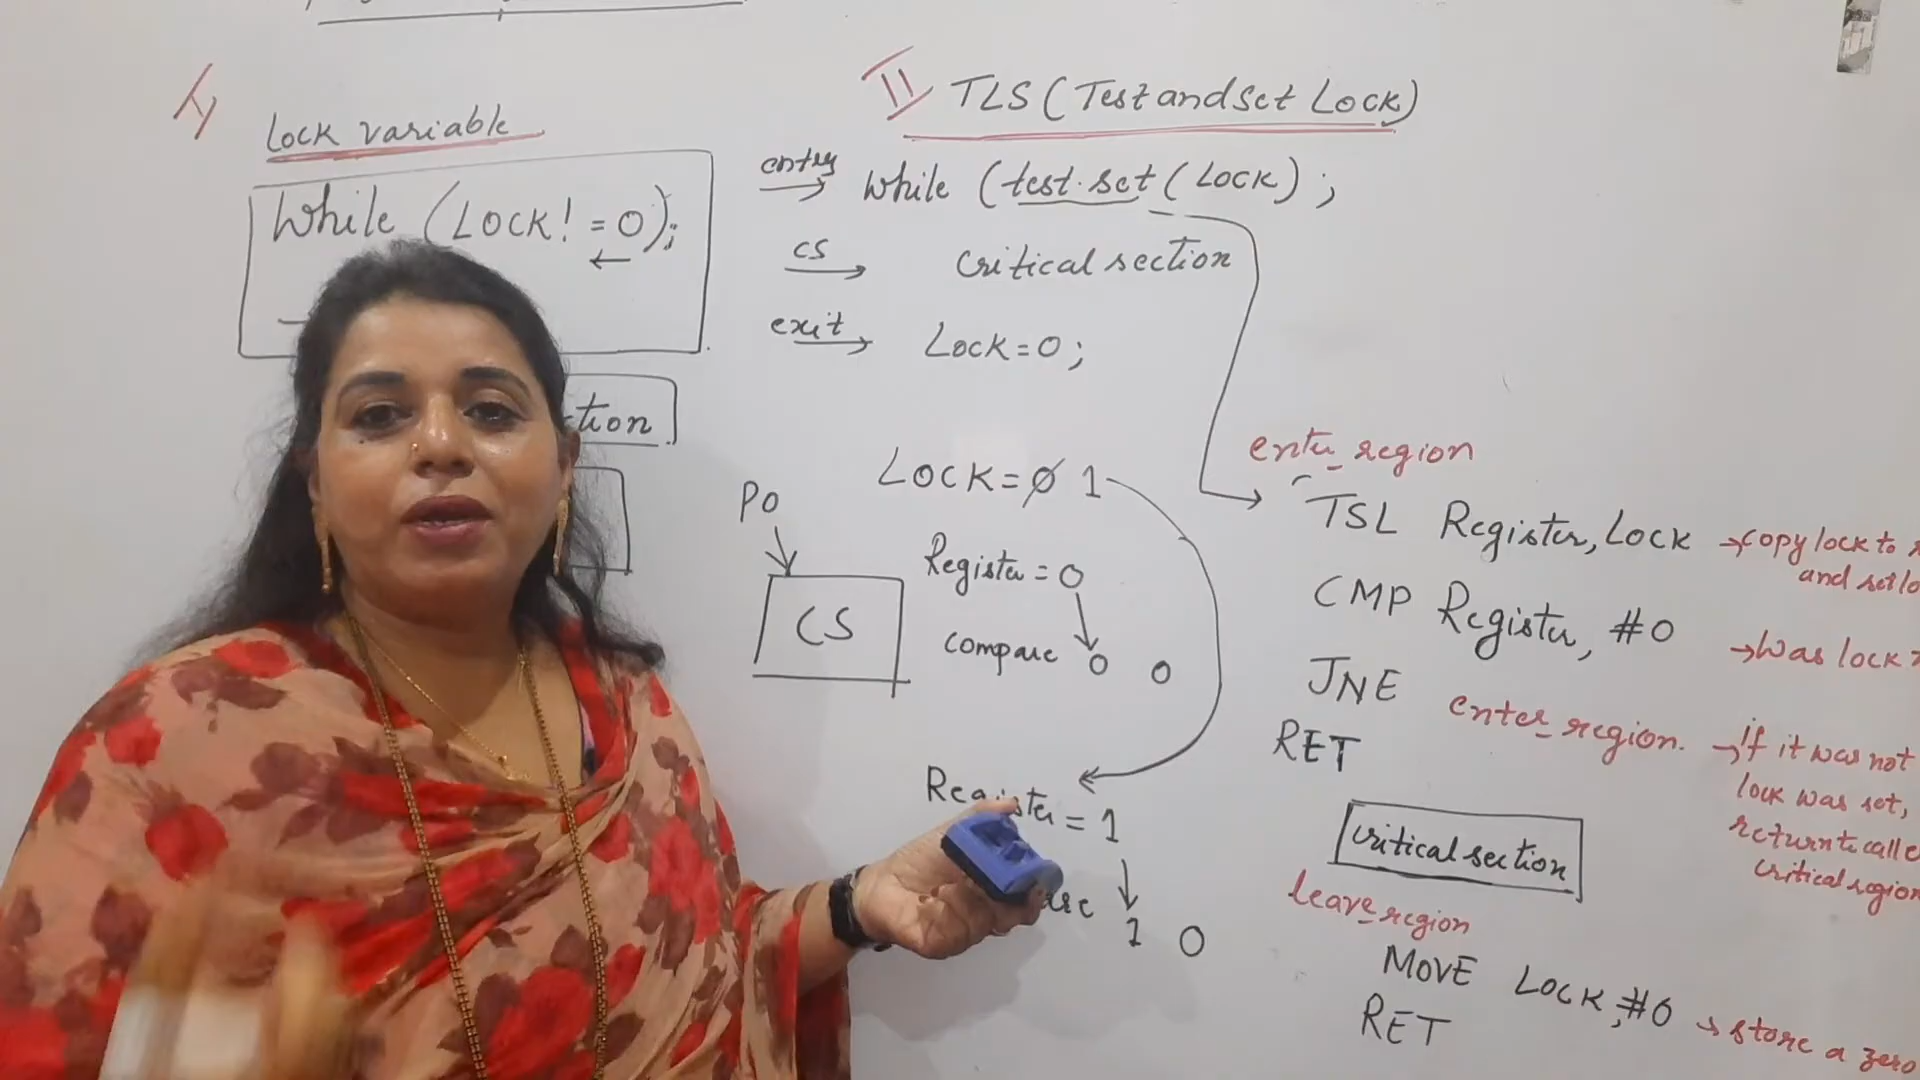 I)
Lock variable
While (LOCK! = 0);
tion
II) TLS (Test and Set Lock)
entry
while (test.set (LOCK) ;
CS
critical section
exit
Lock = 0 ;
LOCK = 0 1
P0
CS
Register = 0
compare 0 0
Register = 1
1 0
enter_region
TSL Register, Lock → copy lock to
and set lo
CMP Register, #0 → was lock
JNE enter_region. → if it was not
lock was set,
RET
return to calle
critical region
critical section
leave_region
MOVE LOCK, #0 → store a zero
RET